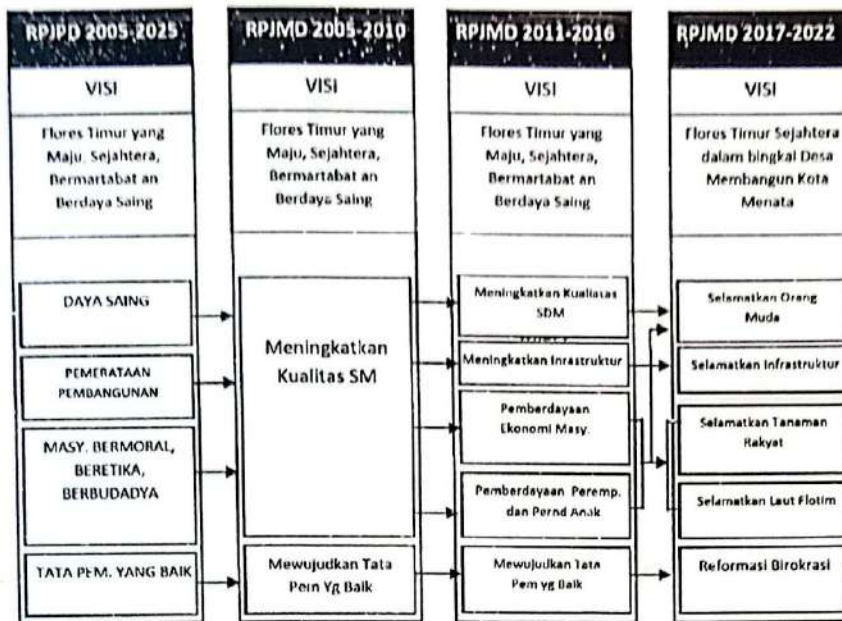 RPJPD 2005-2025
VISI
Flores Timur yang
Maju, Sejahtera,
Bermartabat an
Berdaya Saing
DAYA SAING
PEMERATAAN
PEMBANGUNAN
MASY. BERMORAL,
BERETIKA,
BERBUDADYA
TATA PEM. YANG BAIK
RPJMD 2005-2010
VISI
Flores Timur yang
Maju, Sejahtera,
Bermartabat an
Berdaya Saing
Meningkatkan
Kualitas SM
Mewujudkan Tata
Pem Yg Baik
RPJMD 2011-2016
VISI
Flores Timur yang
Maju, Sejahtera,
Bermartabat an
Berdaya Saing
Meningkatkan Kualiatas
SDM
Meningkatkan Inrastruktur
Pemberdayaan
Ekonomi Masy.
Pemberdayaan Peremp.
dan Pernd Anak
Mewujudkan Tata
Pem yg Baik
RPJMD 2017-2022
VISI
Flores Timur Sejahtera
dalam bingkai Desa
Membangun Kota
Menata
Selamatkan Orang
Muda
Selamatkan Infrastruktur
Selamatkan Tanaman
Rakyat
Selamatkan Laut Flotim
Reformasi Birokrasi